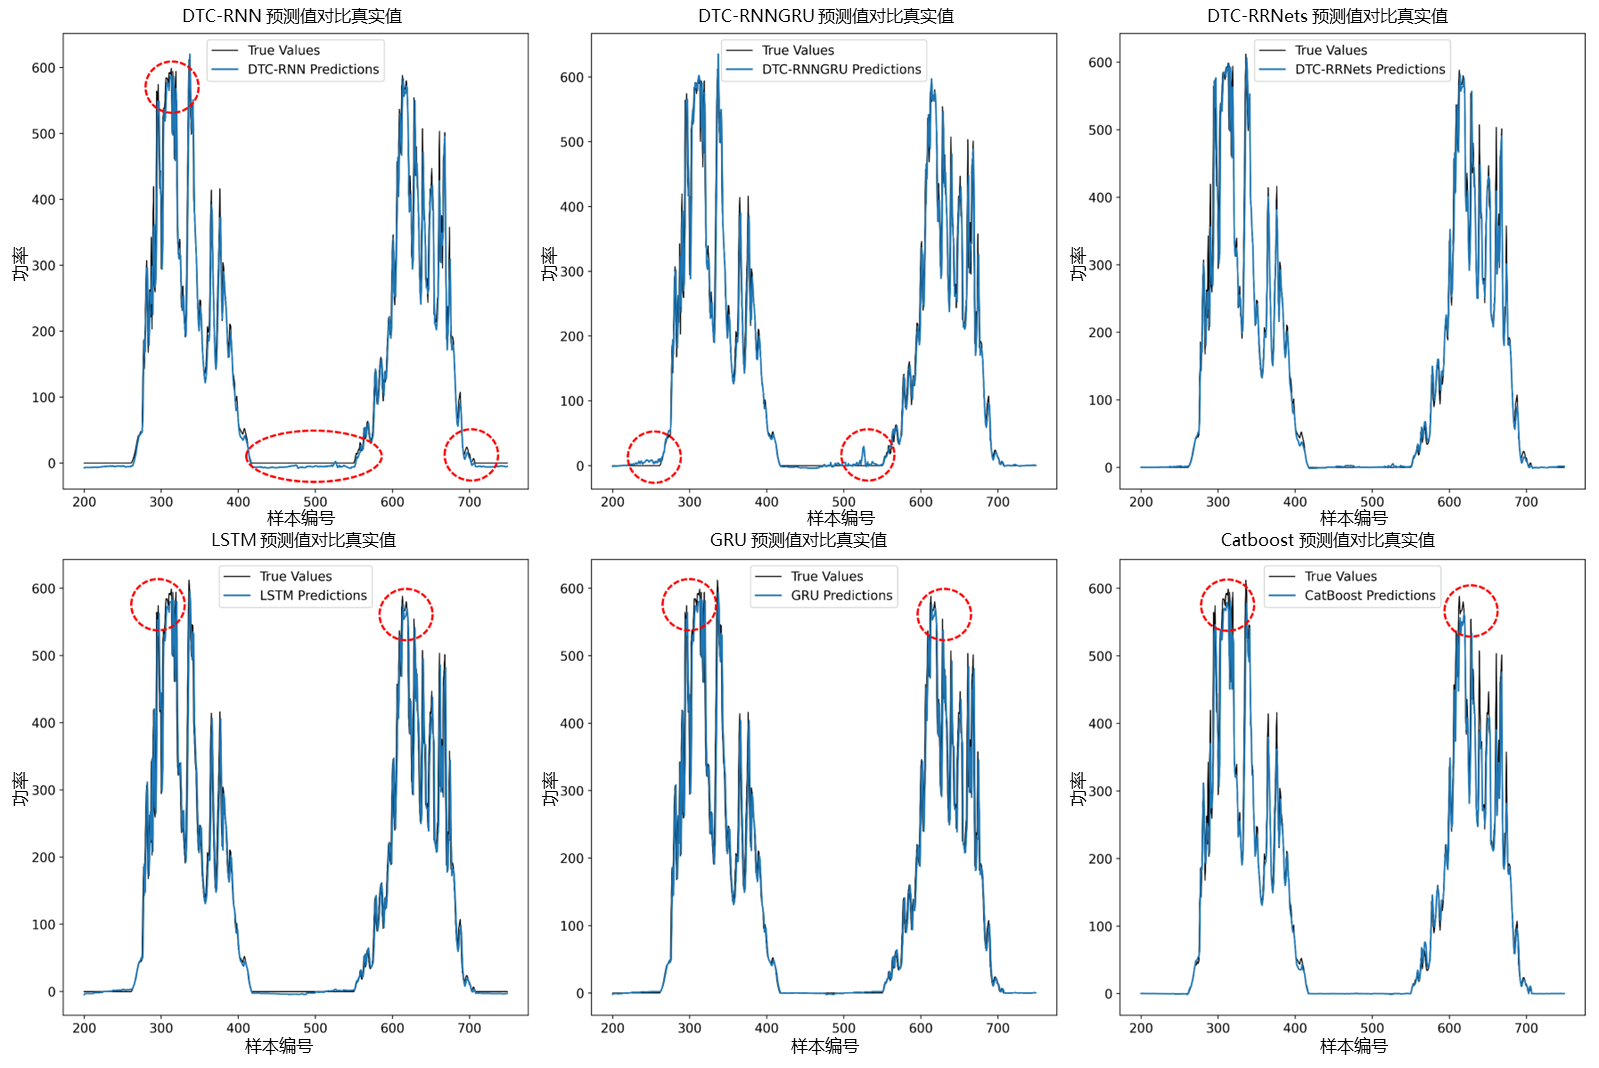 DTC-RNN 预测值对比真实值
True Values
DTC-RNN Predictions
600
500
400
300
200
100
0
功率
200 300 400 500 600 700
样本编号
DTC-RNNGRU 预测值对比真实值
True Values
DTC-RNNGRU Predictions
600
500
400
300
200
100
0
功率
200 300 400 500 600 700
样本编号
DTC-RRNets 预测值对比真实值
True Values
DTC-RRNets Predictions
600
500
400
300
200
100
0
功率
200 300 400 500 600 700
样本编号
LSTM 预测值对比真实值
True Values
LSTM Predictions
600
500
400
300
200
100
0
功率
200 300 400 500 600 700
样本编号
GRU 预测值对比真实值
True Values
GRU Predictions
600
500
400
300
200
100
0
功率
200 300 400 500 600 700
样本编号
Catboost 预测值对比真实值
True Values
CatBoost Predictions
600
500
400
300
200
100
0
功率
200 300 400 500 600 700
样本编号